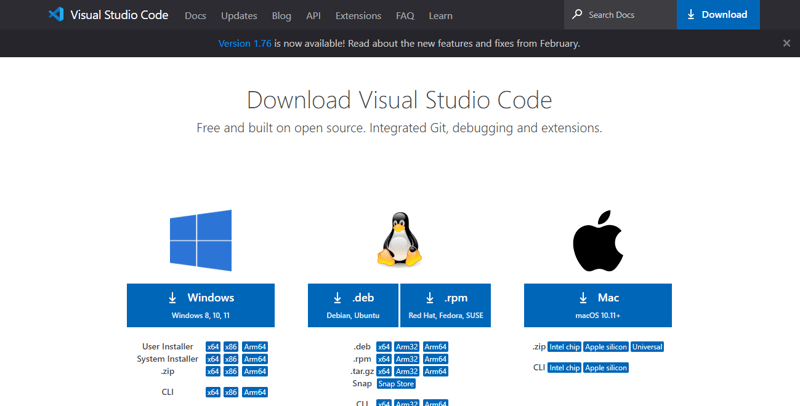 Visual Studio Code Docs Updates Blog API Extensions FAQ Learn Search Docs Download
Version 1.76 is now available! Read about the new features and fixes from February.
Download Visual Studio Code
Free and built on open source. Integrated Git, debugging and extensions.
Windows
Windows 8, 10, 11
User Installer x64 x86 Arm64
System Installer x64 x86 Arm64
.zip x64 x86 Arm64
CLI x64 x86 Arm64
.deb
Debian, Ubuntu
.rpm
Red Hat, Fedora, SUSE
.deb x64 Arm32 Arm64
.rpm x64 Arm32 Arm64
.tar.gz x64 Arm32 Arm64
Snap Snap Store
CLI x64 Arm32 Arm64
Mac
macOS 10.11+
.zip Intel chip Apple silicon Universal
CLI Intel chip Apple silicon